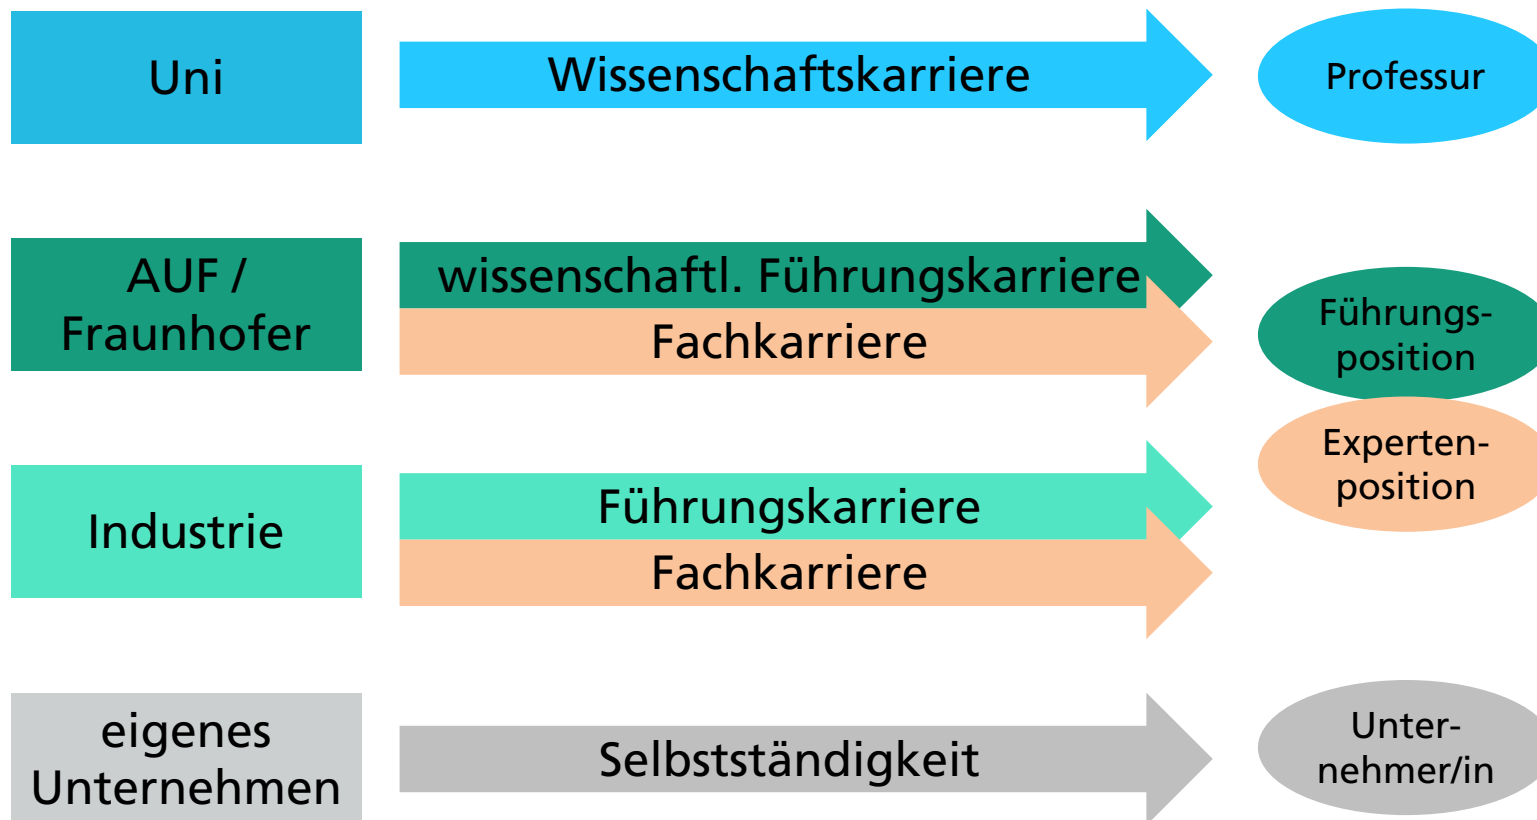 Uni
Wissenschaftskarriere
Professur
AUF /
Fraunhofer
wissenschaftl. Führungskarriere
Fachkarriere
Führungs-
position
Experten-
position
Industrie
Führungskarriere
Fachkarriere
eigenes
Unternehmen
Selbstständigkeit
Unter-
nehmer/in